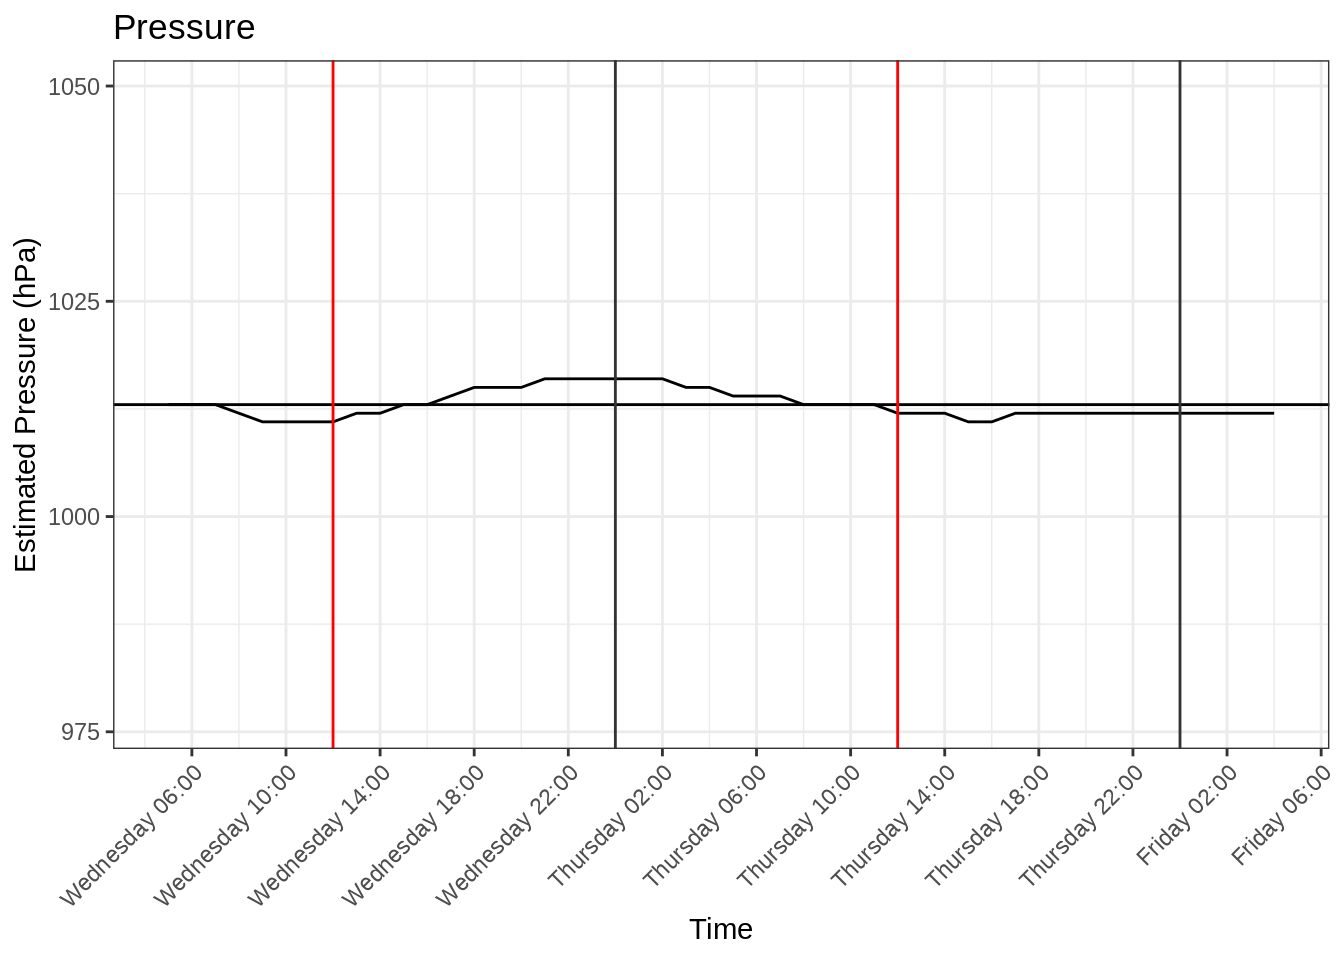 Pressure
1050
1025
1000
975
Estimated Pressure (hPa)
Wednesday 06:00
Wednesday 10:00
Wednesday 14:00
Wednesday 18:00
Wednesday 22:00
Thursday 02:00
Thursday 06:00
Thursday 10:00
Thursday 14:00
Thursday 18:00
Thursday 22:00
Friday 02:00
Friday 06:00
Time